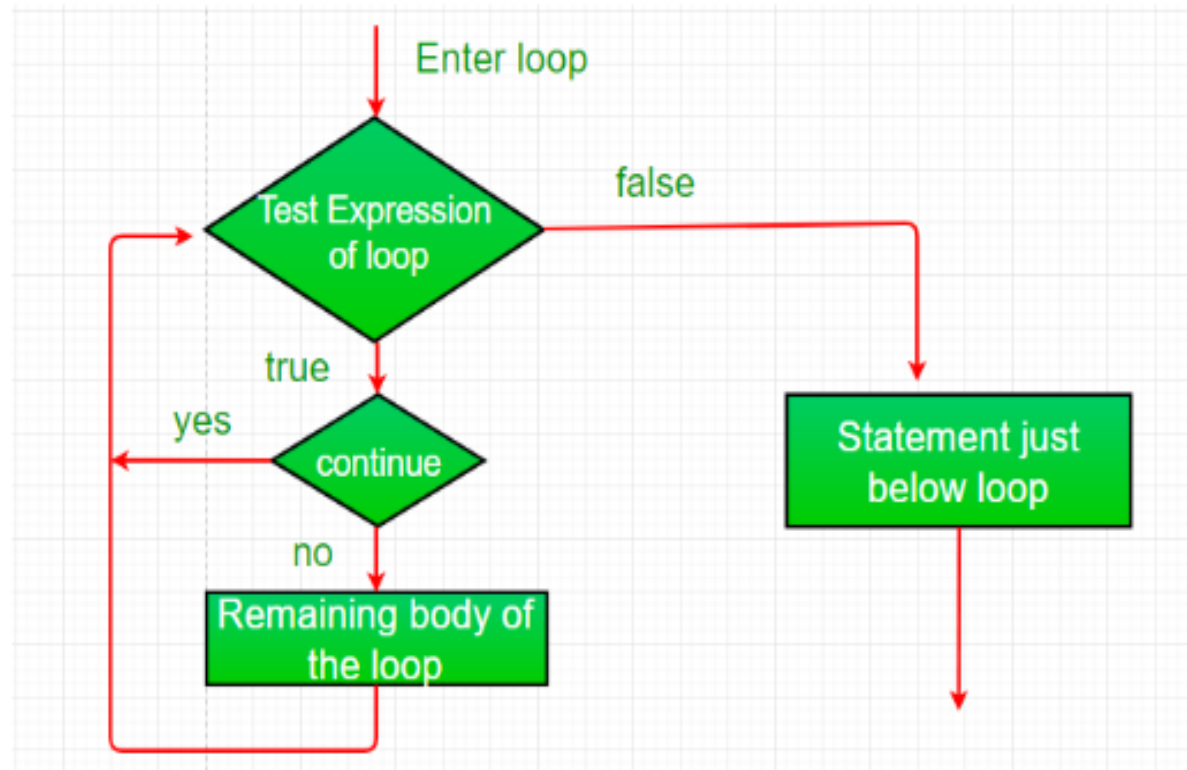 Enter loop
false
Test Expression
of loop
true
yes
continue
Statement just
below loop
no
Remaining body of
the loop